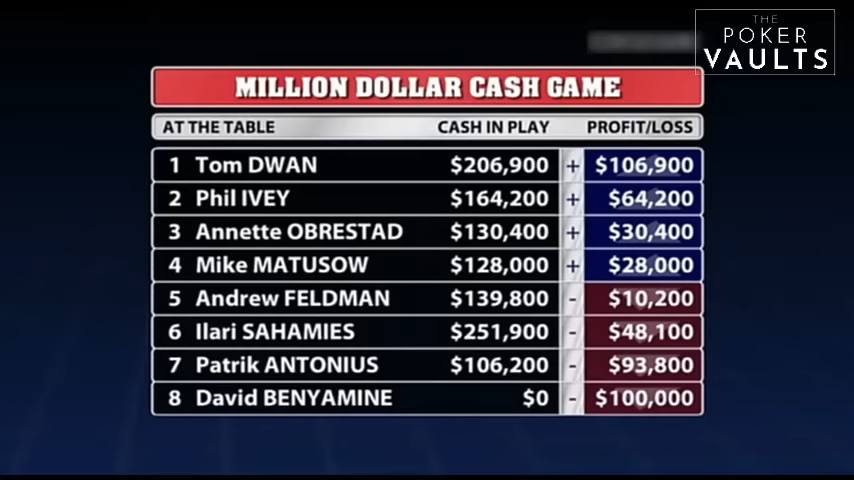 THE
POKER
VAULTS
MILLION DOLLAR CASH GAME
AT THE TABLE CASH IN PLAY PROFIT/LOSS
1 Tom DWAN $206,900 + $106,900
2 Phil IVEY $164,200 + $64,200
3 Annette OBRESTAD $130,400 + $30,400
4 Mike MATUSOW $128,000 + $28,000
5 Andrew FELDMAN $139,800 - $10,200
6 Ilari SAHAMIES $251,900 - $48,100
7 Patrik ANTONIUS $106,200 - $93,800
8 David BENYAMINE $0 - $100,000